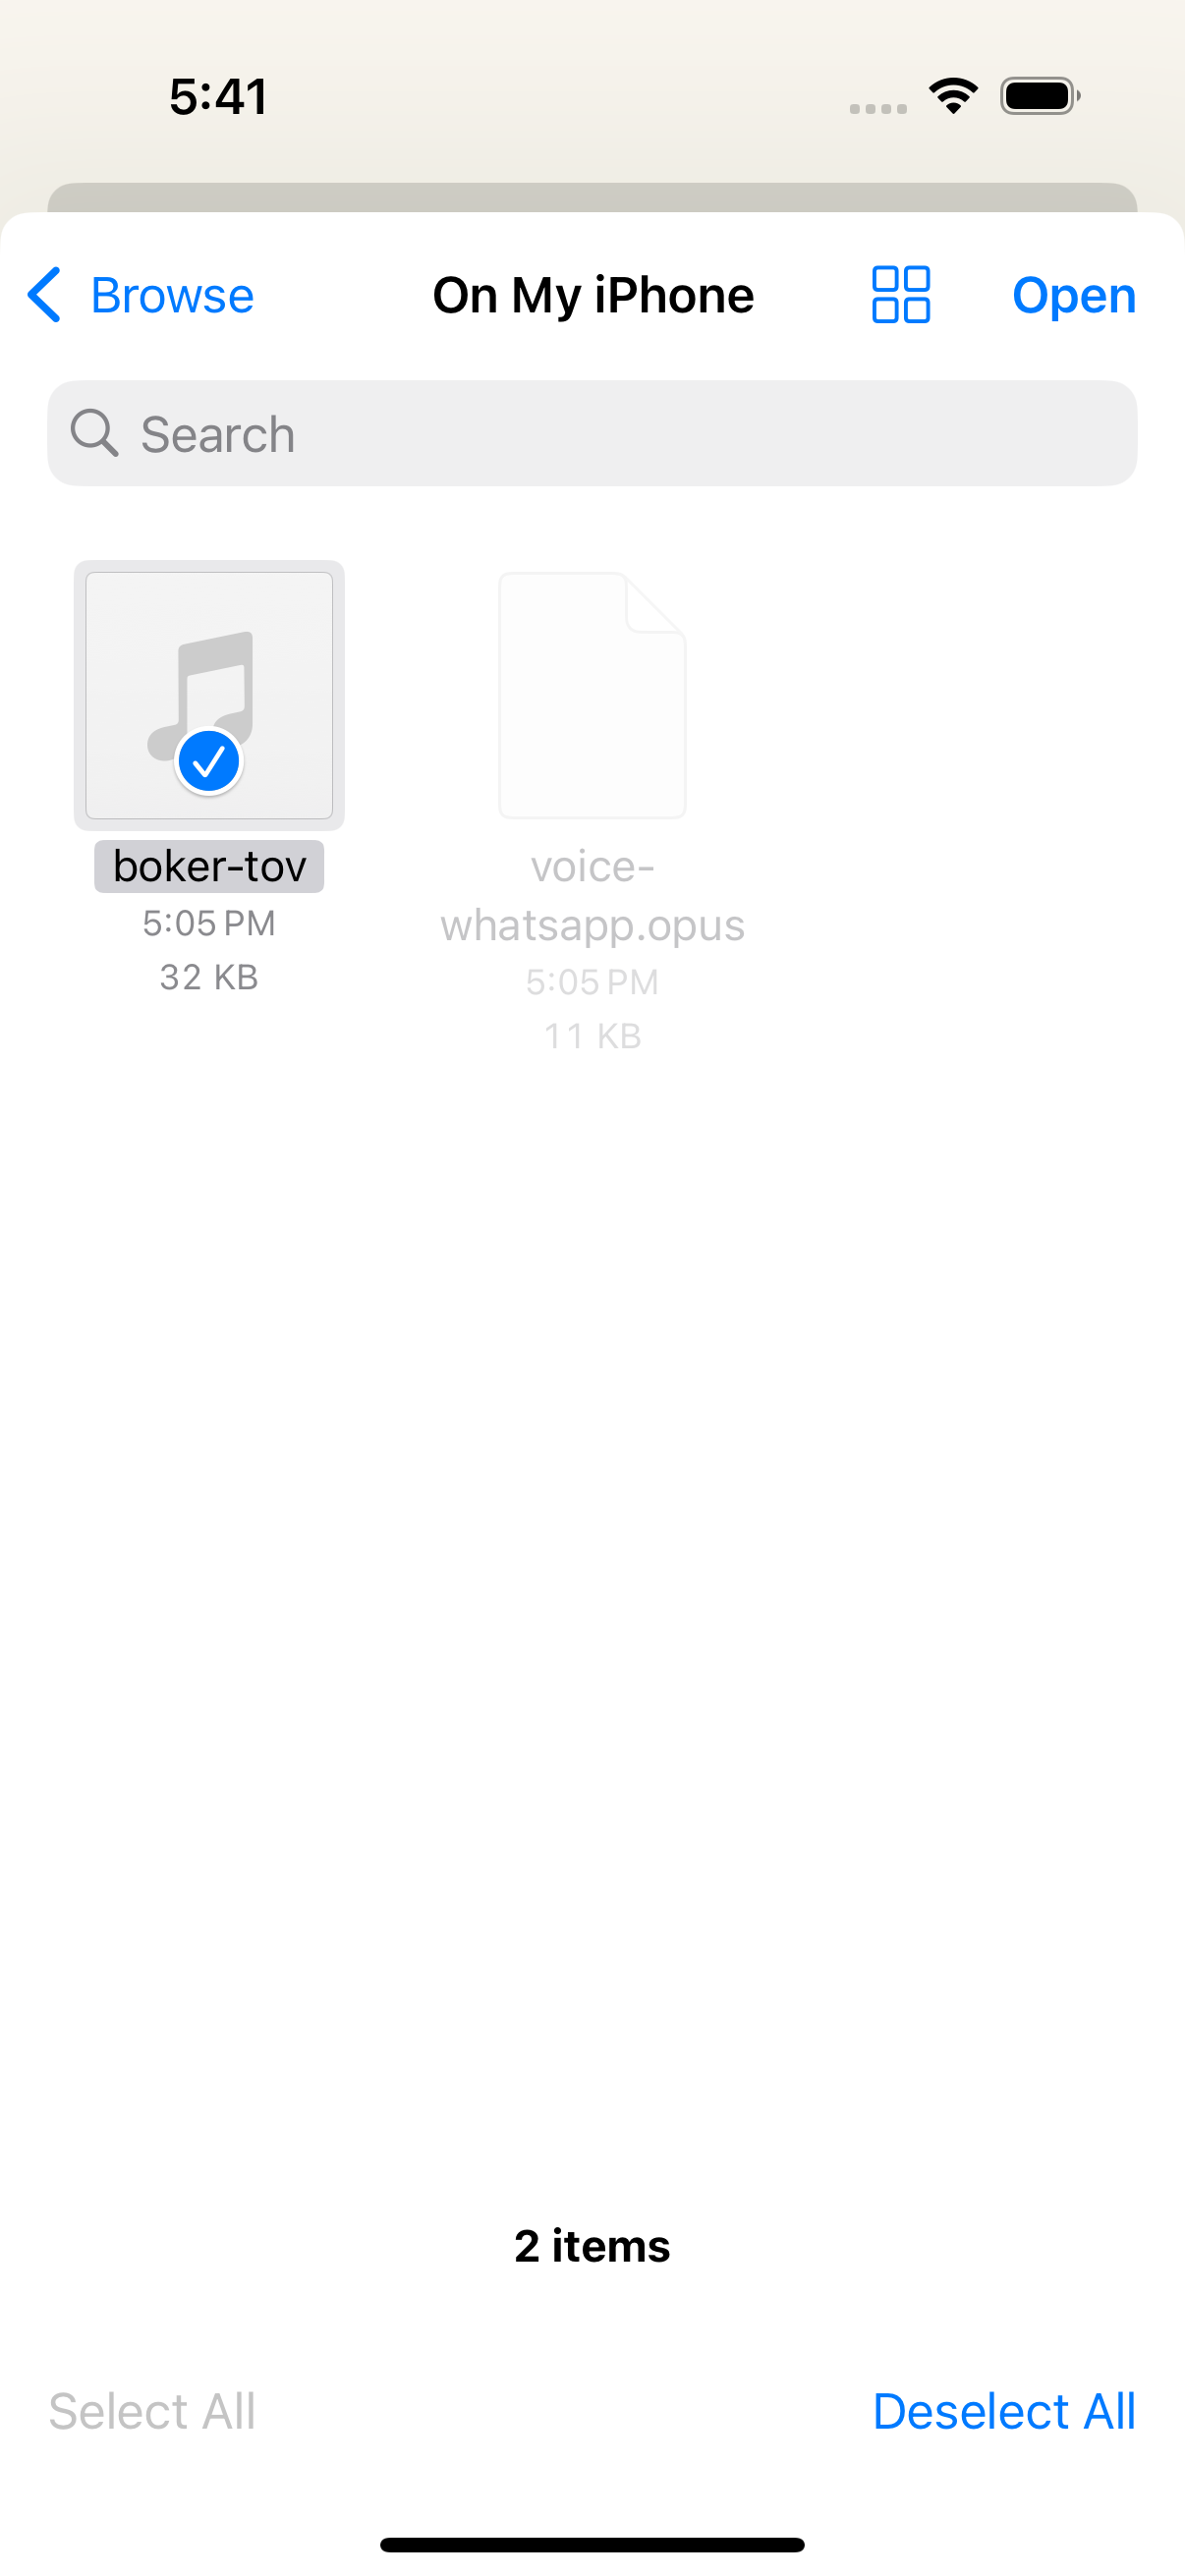 5:41
Browse
On My iPhone
Open
Search
boker-tov
5:05 PM
32 KB
voice-
whatsapp.opus
5:05 PM
11 KB
2 items
Select All
Deselect All